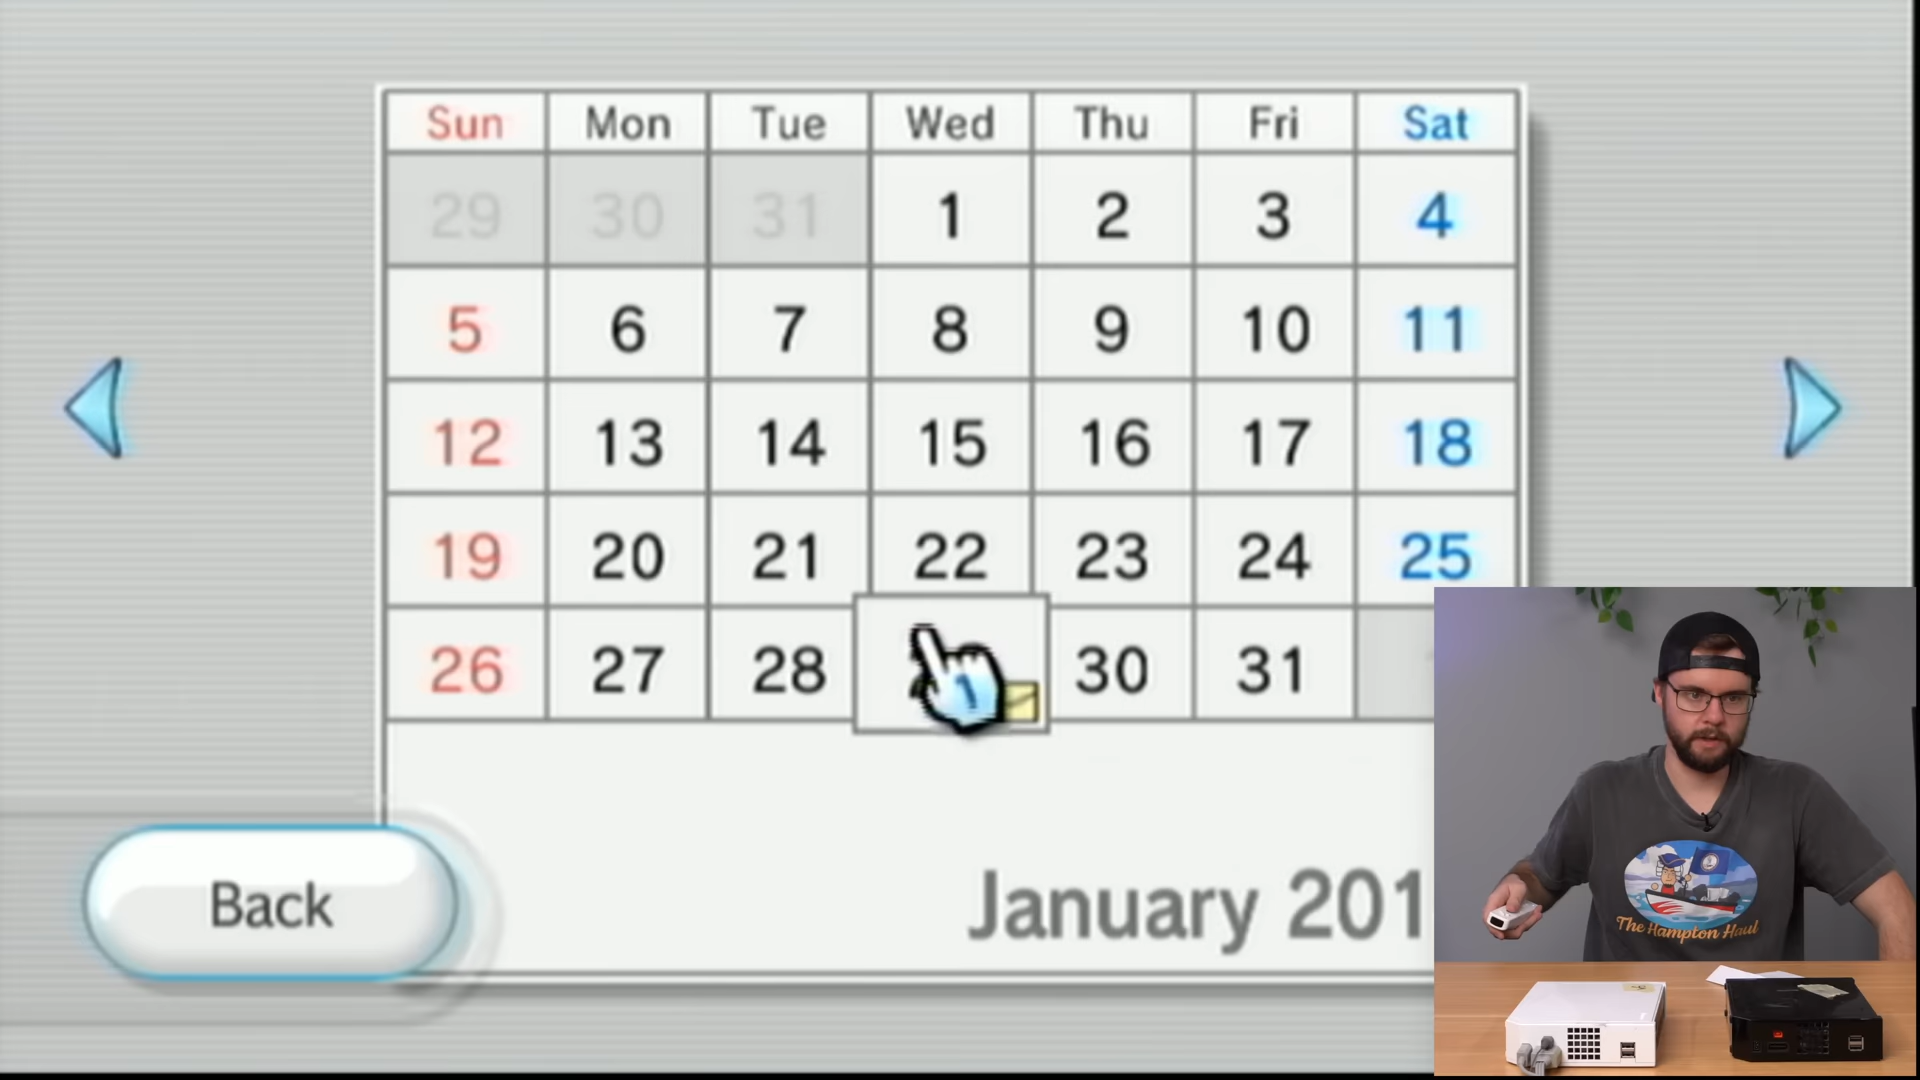 Sun Mon Tue Wed Thu Fri Sat
29 30 31 1 2 3 4
5 6 7 8 9 10 11
12 13 14 15 16 17 18
19 20 21 22 23 24 25
26 27 28 30 31
1
January 201
Back
The Hampton Haul